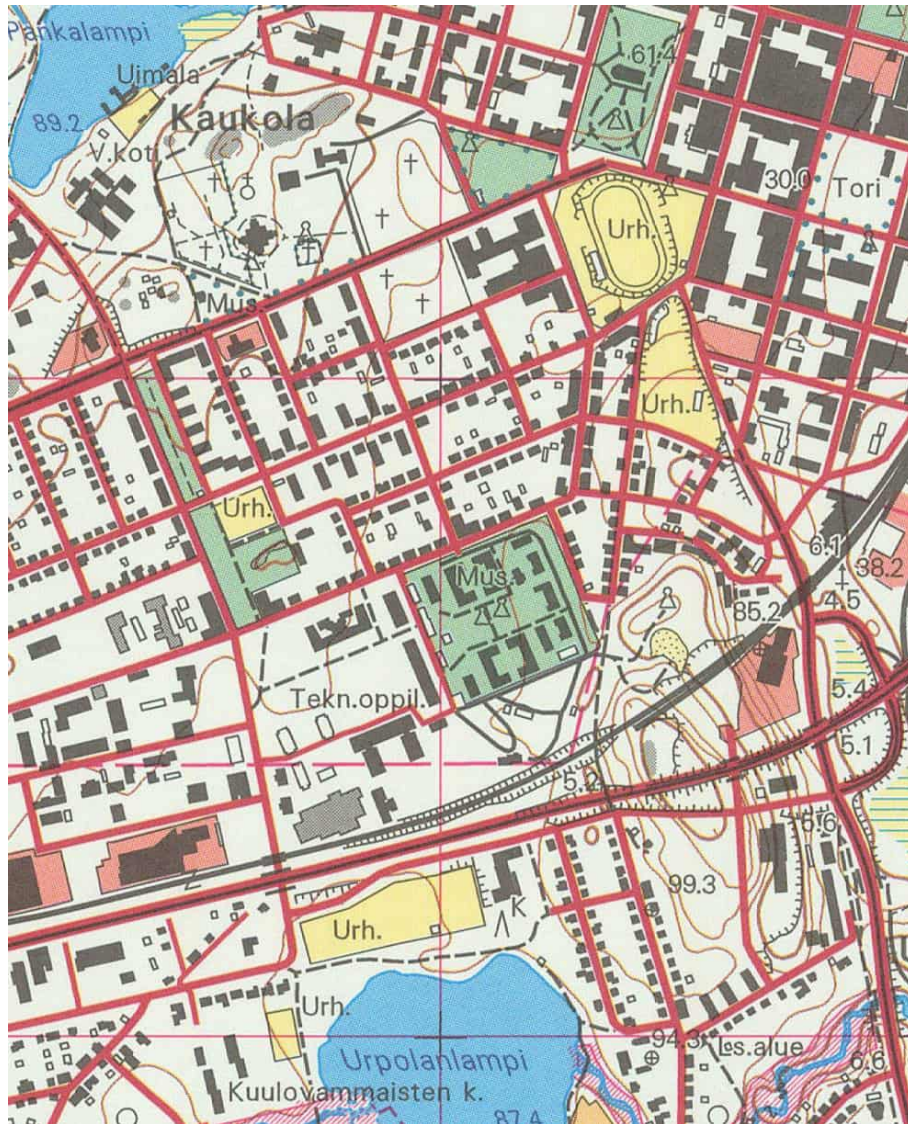 Pankalampi
61.4
Uimala
Kaukola
89.2
V.koti
30.0
Tori
Urh.
Mus.
Urh.
Urh.
Mus.
6.1
38.2
4.5
85.2
5.4
Tekn.oppil.
5.1
5.2
5.6
99.3
K
Urh.
Urh.
94.3
Ls.alue
Urpolanlampi
6.6
Kuulovammaisten k.
87.4